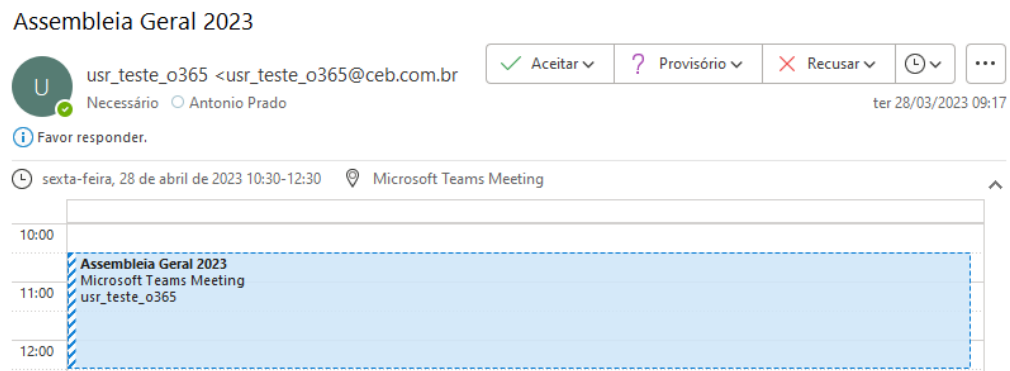 Assembleia Geral 2023
U
usr_teste_o365 <usr_teste_o365@ceb.com.br
Aceitar
? Provisório
Recusar
Necessário Antonio Prado
ter 28/03/2023 09:17
Favor responder.
sexta-feira, 28 de abril de 2023 10:30-12:30 Microsoft Teams Meeting
10:00
Assembleia Geral 2023
Microsoft Teams Meeting
11:00 usr_teste_o365
12:00